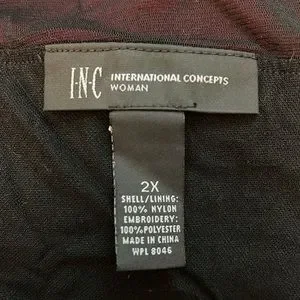 I·N·C INTERNATIONAL CONCEPTS
WOMAN
2X
SHELL/LINING:
100% NYLON
EMBROIDERY:
100%POLYESTER
MADE IN CHINA
WPL 8046